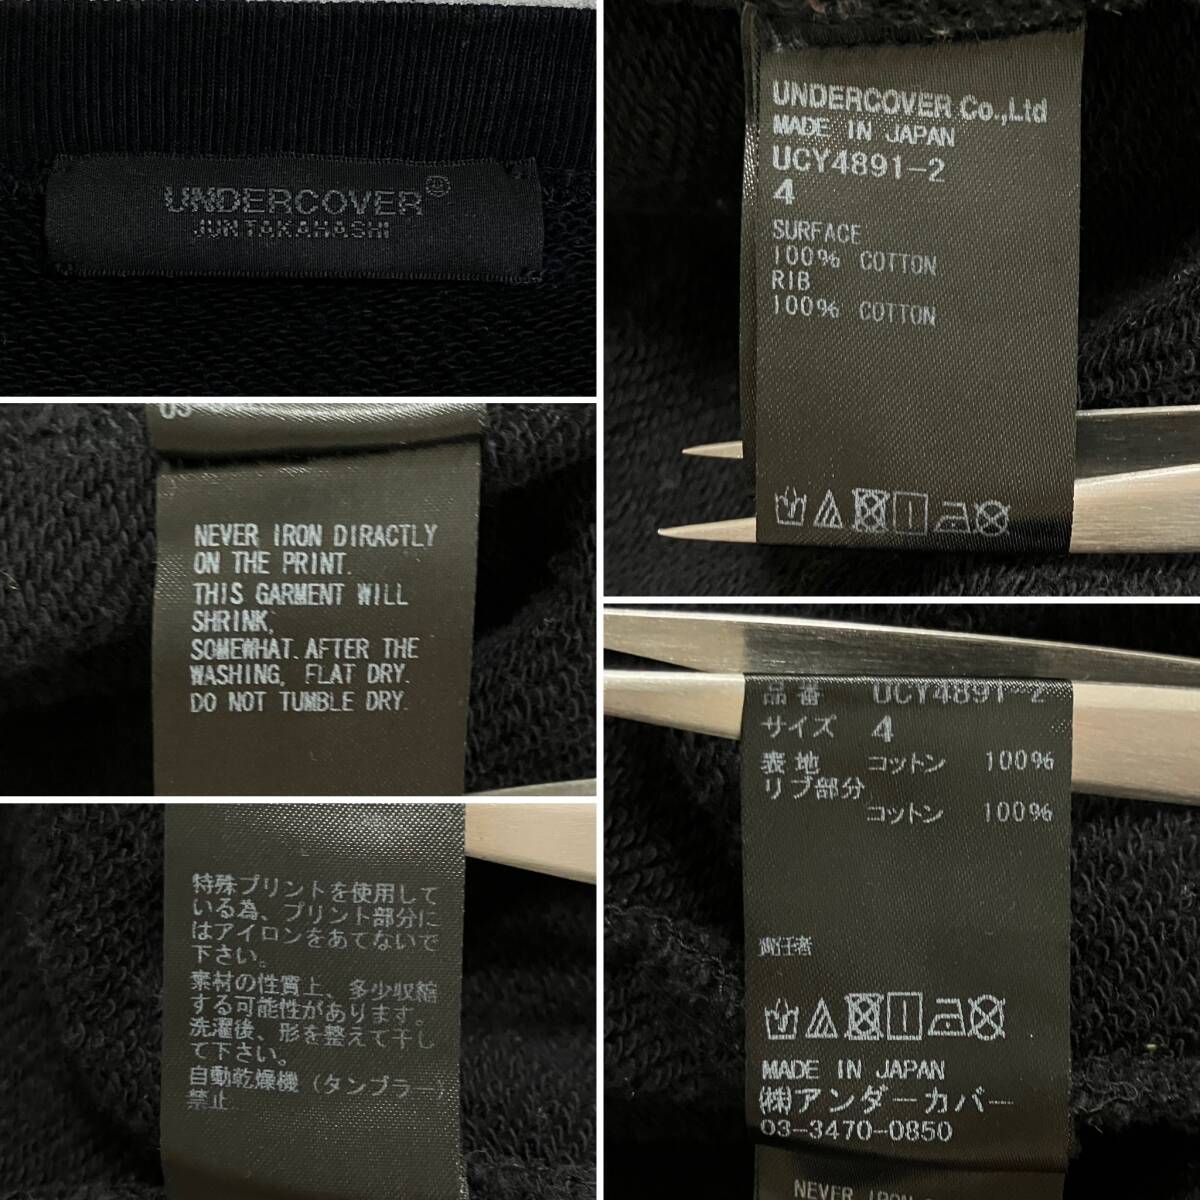 UNDERCOVER
JUN TAKAHASHI
UNDERCOVER Co.,Ltd
MADE IN JAPAN
UCY4891-2
4
SURFACE
100% COTTON
RIB
100% COTTON
NEVER IRON DIRACTLY
ON THE PRINT.
THIS GARMENT WILL
SHRINK,
SOMEWHAT.AFTER THE
WASHING, FLAT DRY.
DO NOT TUMBLE DRY.
品番 UCY4891-2
サイズ 4
表地 コットン 100%
リブ部分
コットン 100%
責任者
MADE IN JAPAN
(株)アンダーカバー
03-3470-0850
NEVER IRON
特殊プリントを使用して
いる為、プリント部分に
はアイロンをあてないで
下さい。
素材の性質上、多少収縮
する可能性があります。
洗濯後、形を整えて干し
て下さい。
自動乾燥機(タンブラー)
禁止